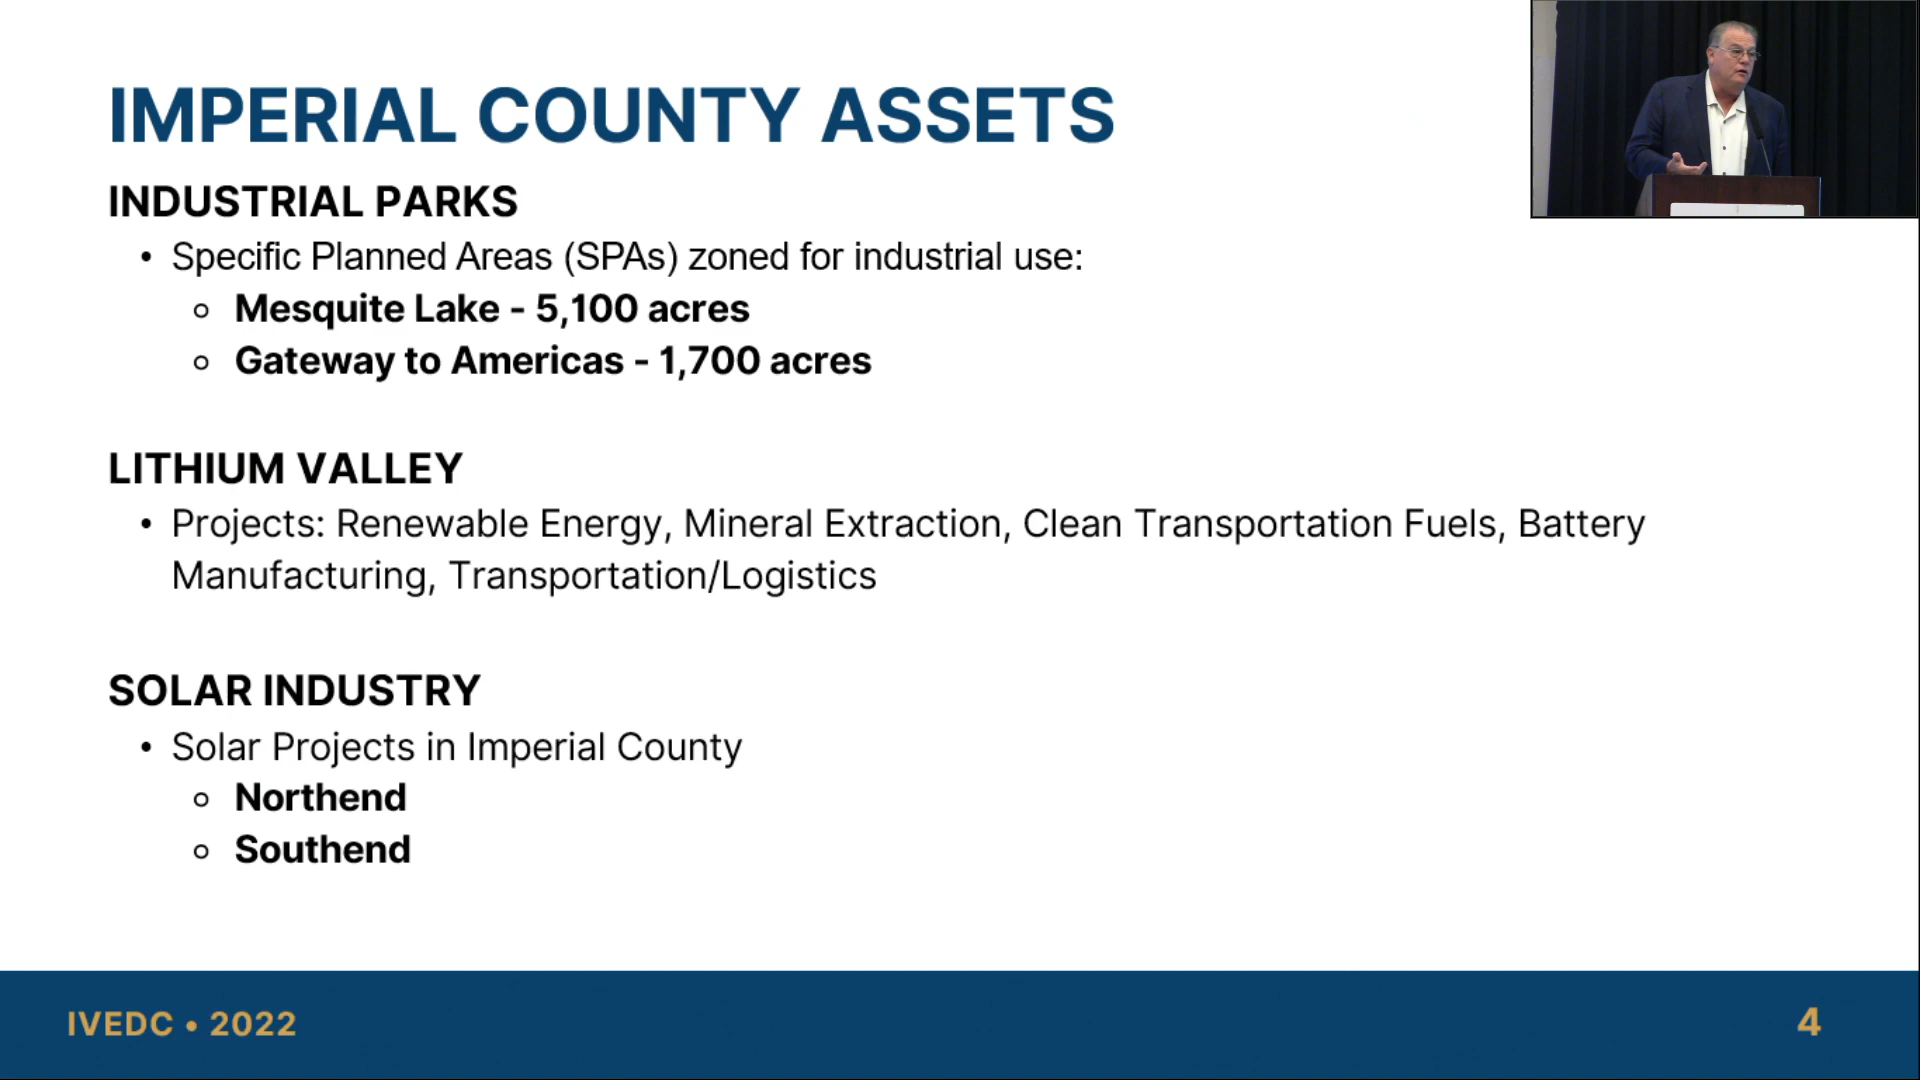 IMPERIAL COUNTY ASSETS
INDUSTRIAL PARKS
• Specific Planned Areas (SPAs) zoned for industrial use:
○ Mesquite Lake - 5,100 acres
○ Gateway to Americas - 1,700 acres
LITHIUM VALLEY
• Projects: Renewable Energy, Mineral Extraction, Clean Transportation Fuels, Battery
Manufacturing, Transportation/Logistics
SOLAR INDUSTRY
• Solar Projects in Imperial County
○ Northend
○ Southend
IVEDC • 2022
4